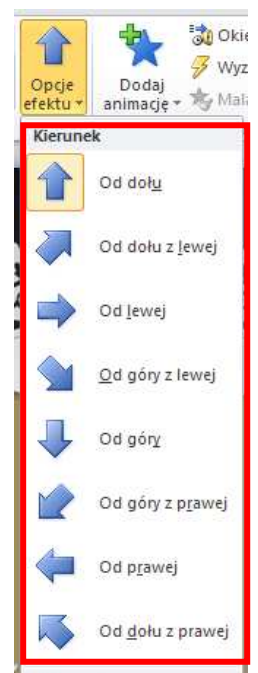 Opcje efektu
Dodaj animację
Kierunek
Od dołu
Od dołu z lewej
Od lewej
Od góry z lewej
Od góry
Od góry z prawej
Od prawej
Od dołu z prawej